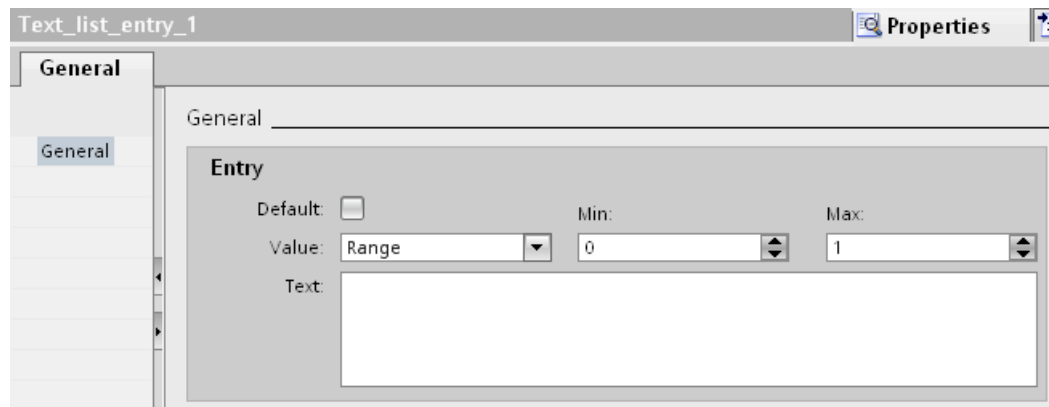 Text_list_entry_1
Properties
General
General
General
Entry
Default:
Min:
Max:
Value: Range 0 1
Text: